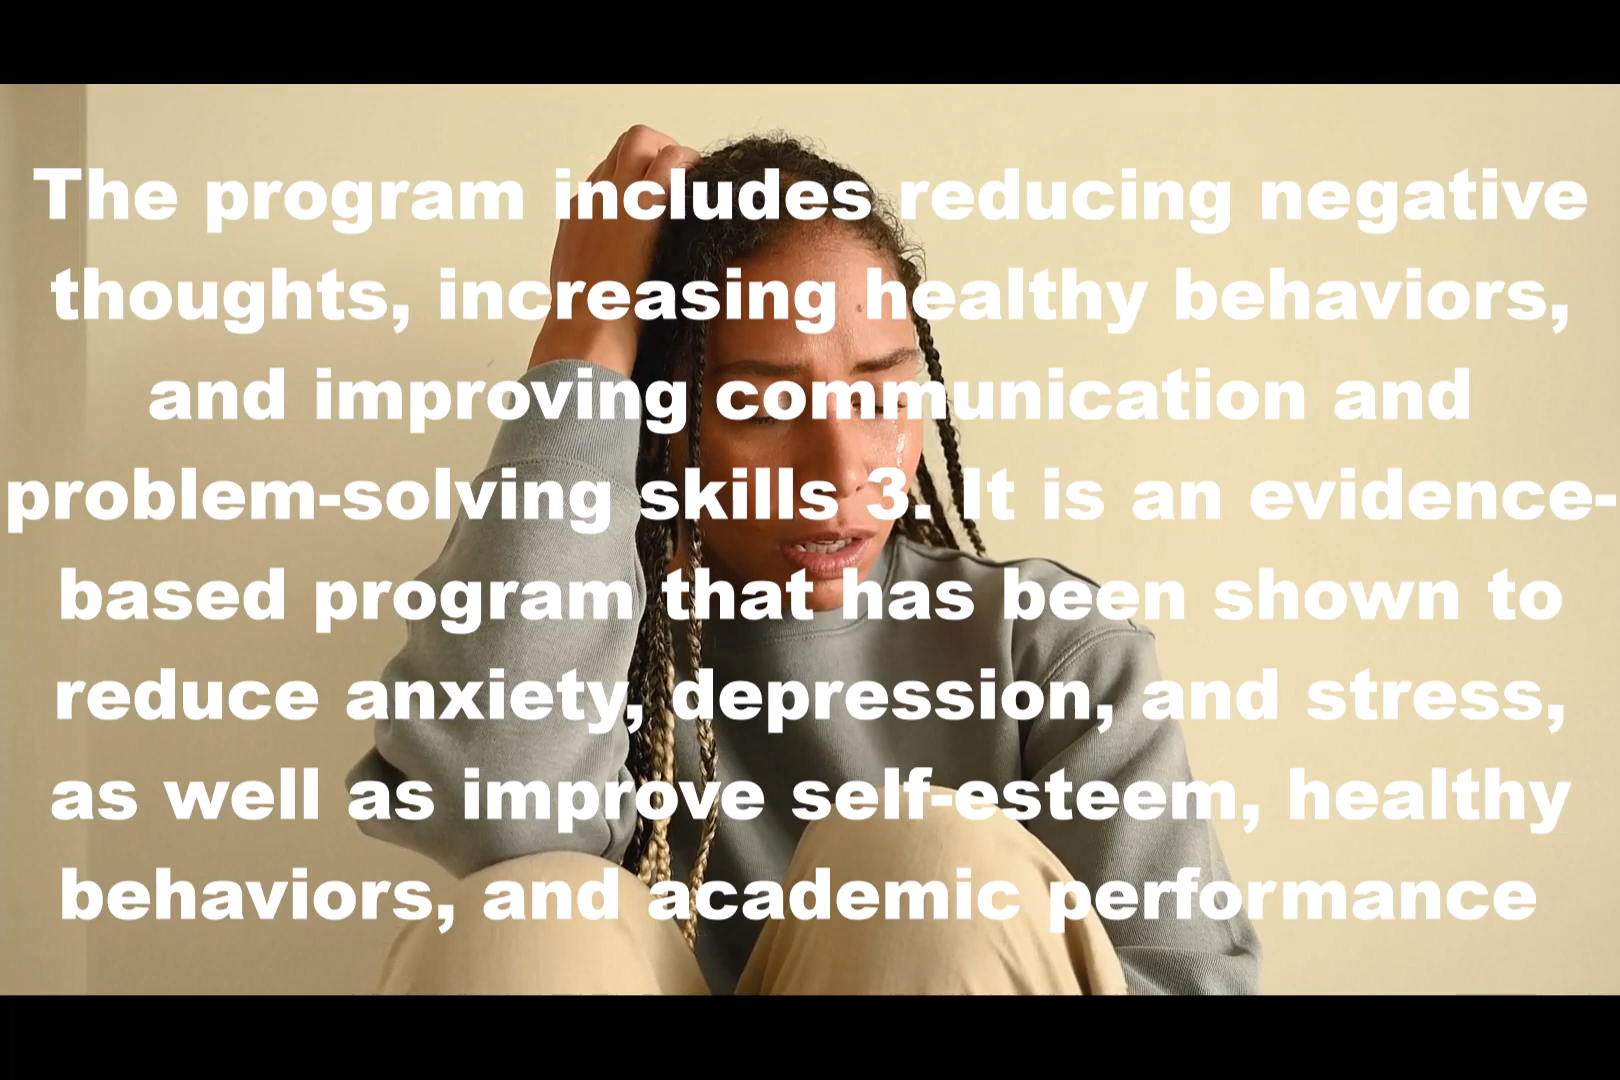 The program includes reducing negative
thoughts, increasing healthy behaviors,
and improving communication and
problem-solving skills 3. It is an evidence-
based program that has been shown to
reduce anxiety, depression, and stress,
as well as improve self-esteem, healthy
behaviors, and academic performance